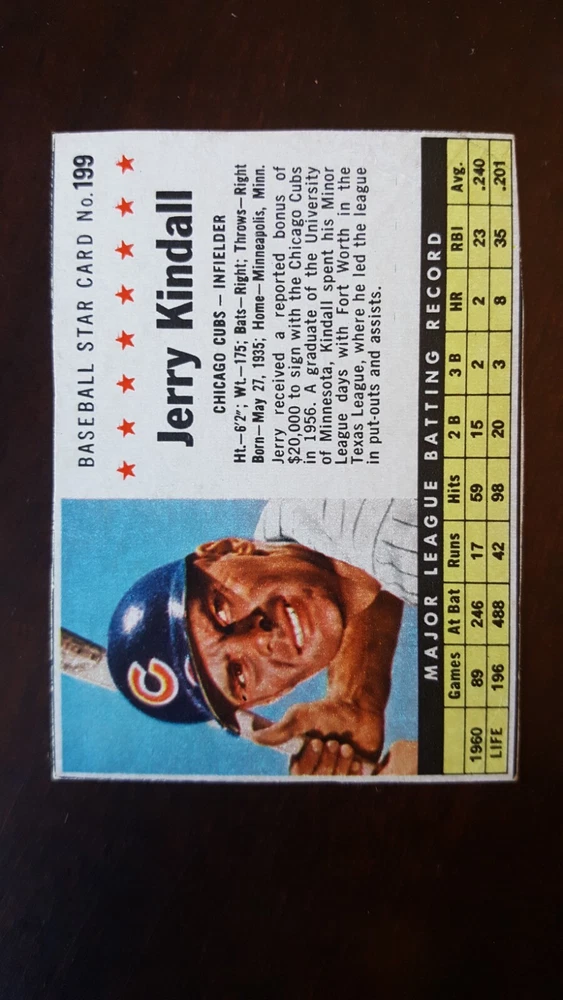 BASEBALL STAR CARD No. 199
Jerry Kindall
CHICAGO CUBS — INFIELDER
Ht.—6'2"; Wt.—175; Bats—Right; Throws—Right
Born—May 27, 1935; Home—Minneapolis, Minn.
Jerry received a reported bonus of
$20,000 to sign with the Chicago Cubs
in 1956. A graduate of the University
of Minnesota, Kindall spent his Minor
League days with Fort Worth in the
Texas League, where he led the league
in put-outs and assists.
C
MAJOR LEAGUE BATTING RECORD
Games At Bat Runs Hits 2 B 3 B HR RBI Avg.
1960 89 246 17 59 15 2 2 23 .240
LIFE 196 488 42 98 20 3 8 35 .201